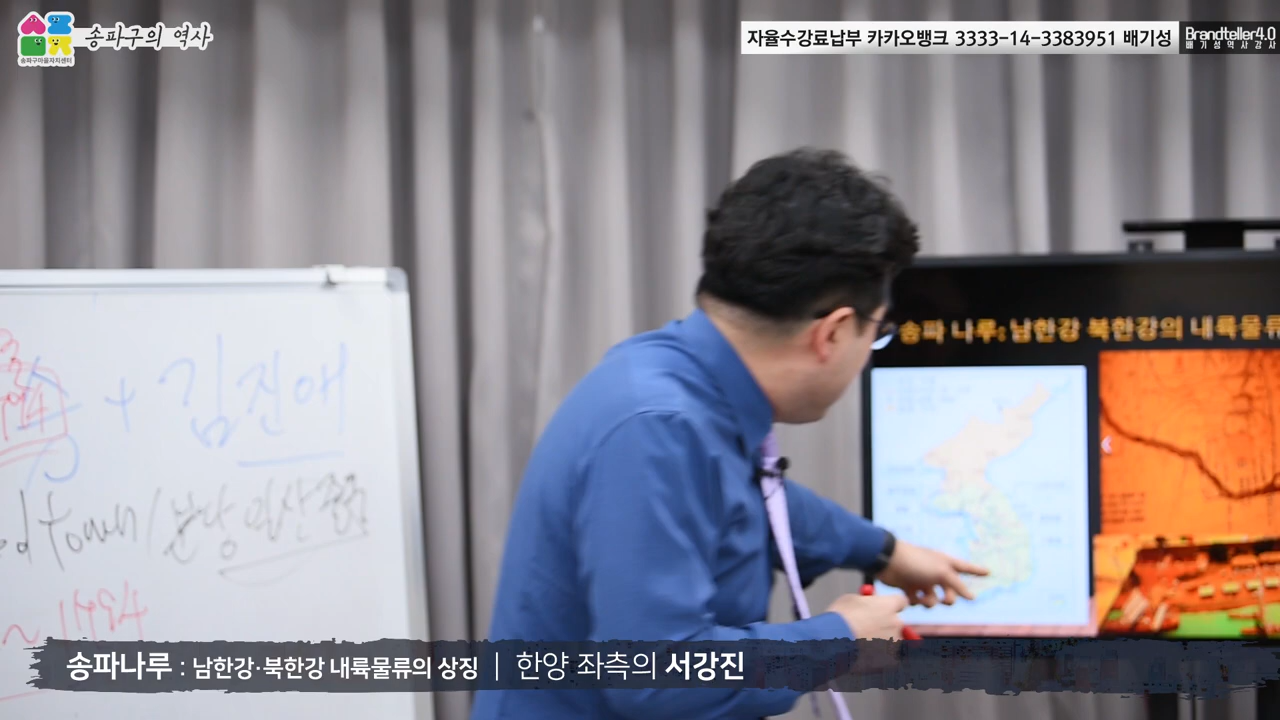 송파구의 역사
송파구마을자치센터
자율수강료납부 카카오뱅크 3333-14-3383951 배기성
Brandteller4.0
배기성역사강사
송파 나루: 남한강 북한강의 내륙물류
+ 김진애
town / 분당 일산
~ 1994
송파나루 : 남한강·북한강 내륙물류의 상징 | 한양 좌측의 서강진